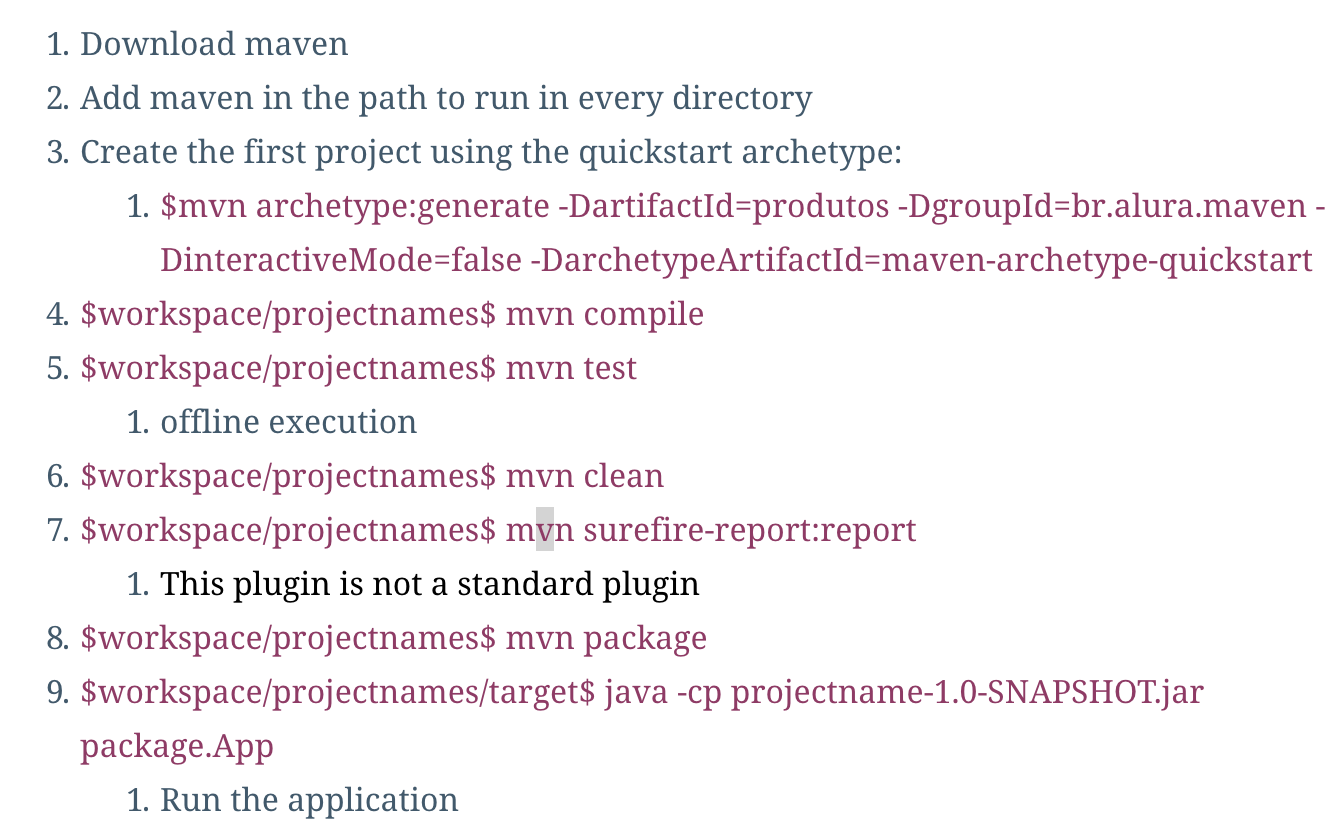 1. Download maven
2. Add maven in the path to run in every directory
3. Create the first project using the quickstart archetype:
1. $mvn archetype:generate -DartifactId=produtos -DgroupId=br.alura.maven -
DinteractiveMode=false -DarchetypeArtifactId=maven-archetype-quickstart
4. $workspace/projectnames$ mvn compile
5. $workspace/projectnames$ mvn test
1. offline execution
6. $workspace/projectnames$ mvn clean
7. $workspace/projectnames$ mvn surefire-report:report
1. This plugin is not a standard plugin
8. $workspace/projectnames$ mvn package
9. $workspace/projectnames/target$ java -cp projectname-1.0-SNAPSHOT.jar
package.App
1. Run the application